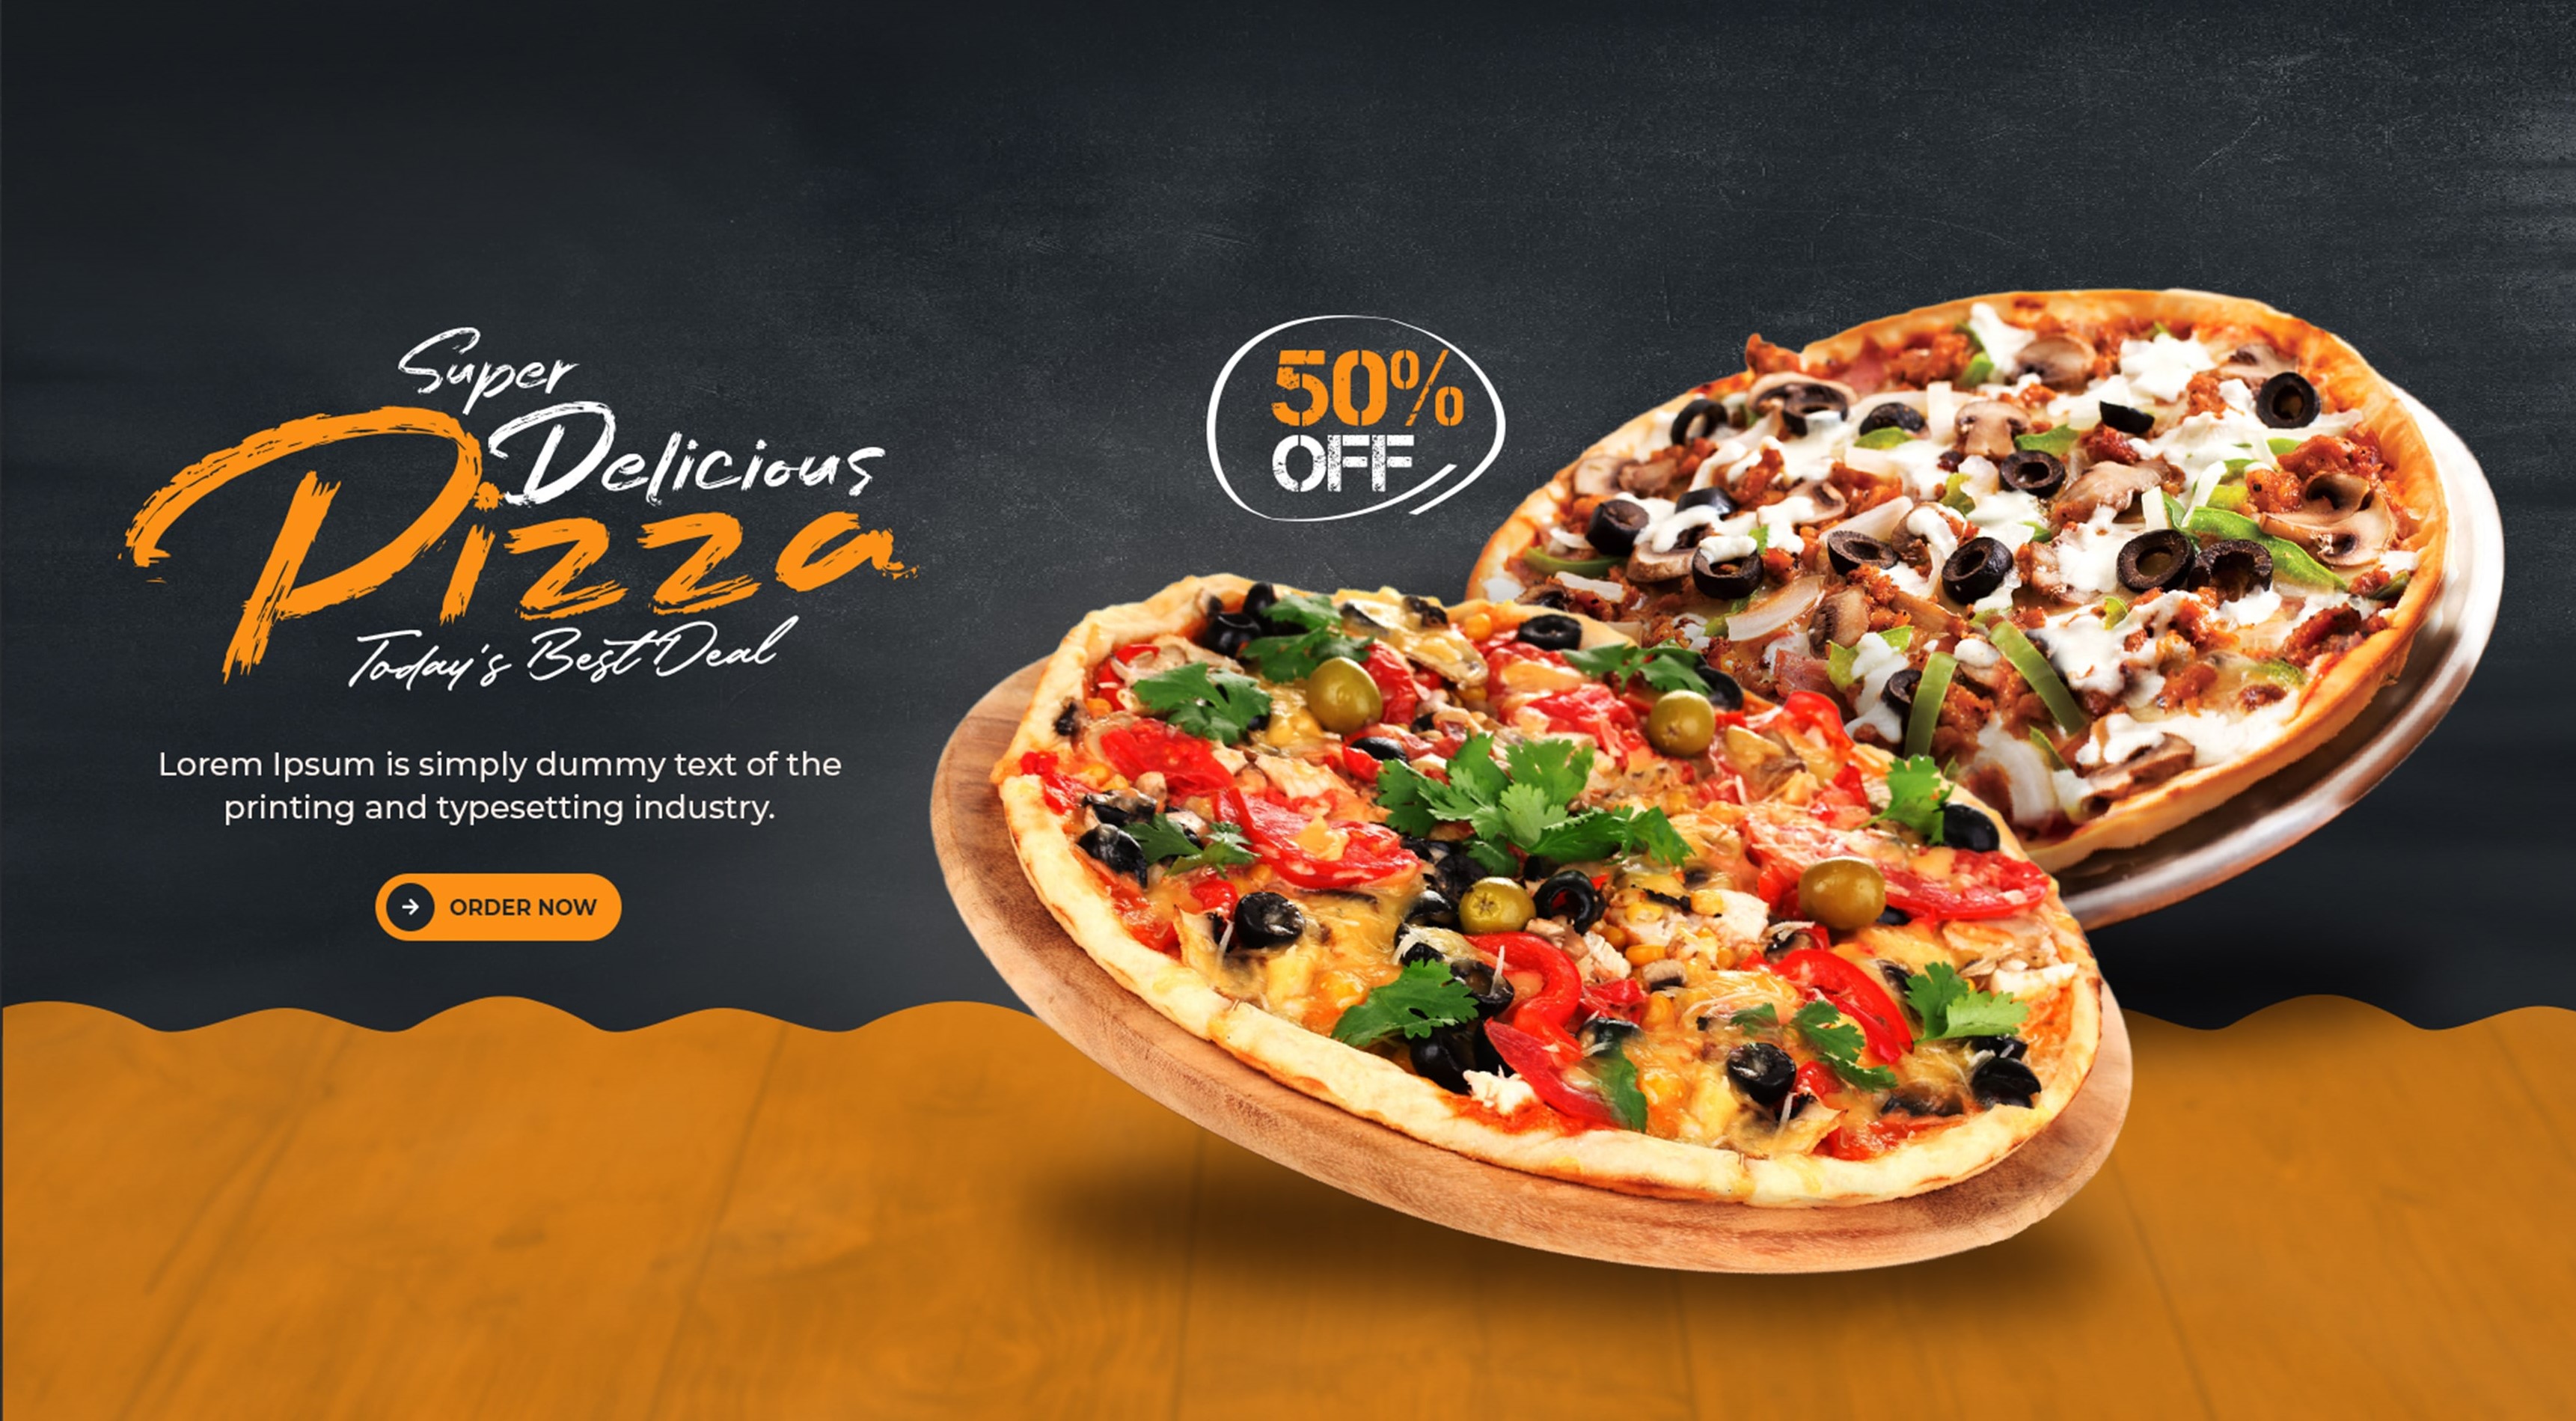 Super
Delicious
Pizza
Today's Best Deal
Lorem Ipsum is simply dummy text of the
printing and typesetting industry.
ORDER NOW
50%
OFF